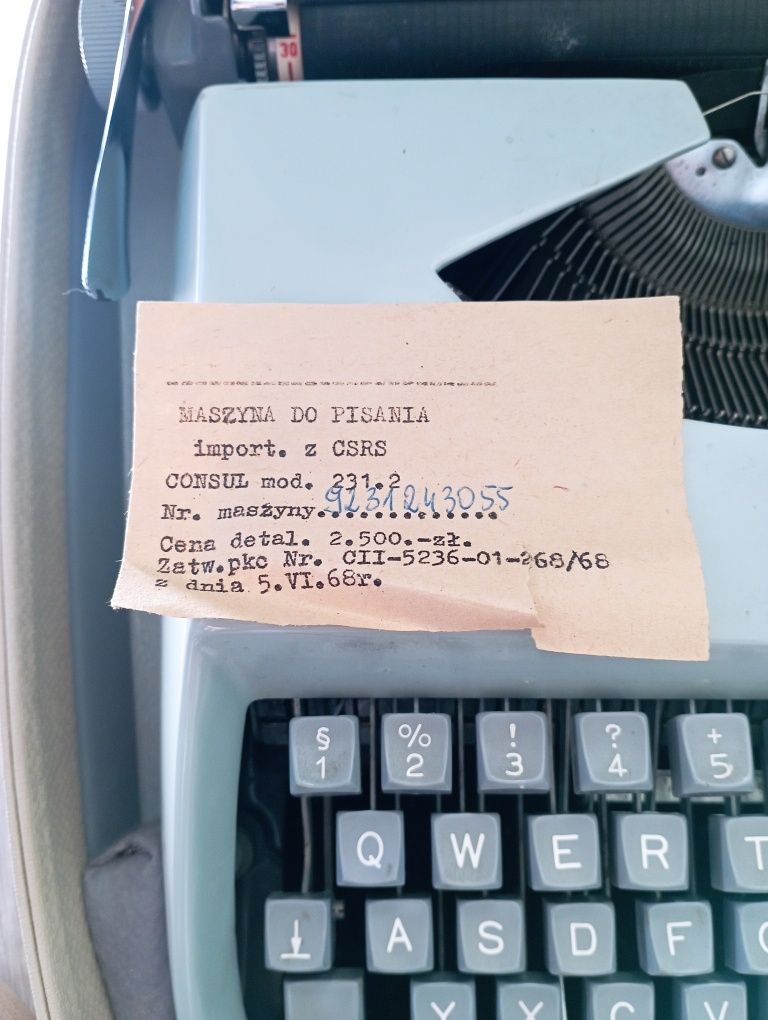 30
MASZYNA DO PISANIA
import. z CSRS
CONSUL mod. 231.2
Nr. maszyny 9231243055
Cena detal. 2.500.-zł.
Zatw.pkc Nr. CII-5236-01-268/68
z dnia 5.VI.68r.
§ % ! ? +
1 2 3 4 5
Q W E R T
A S D F
Y X C V